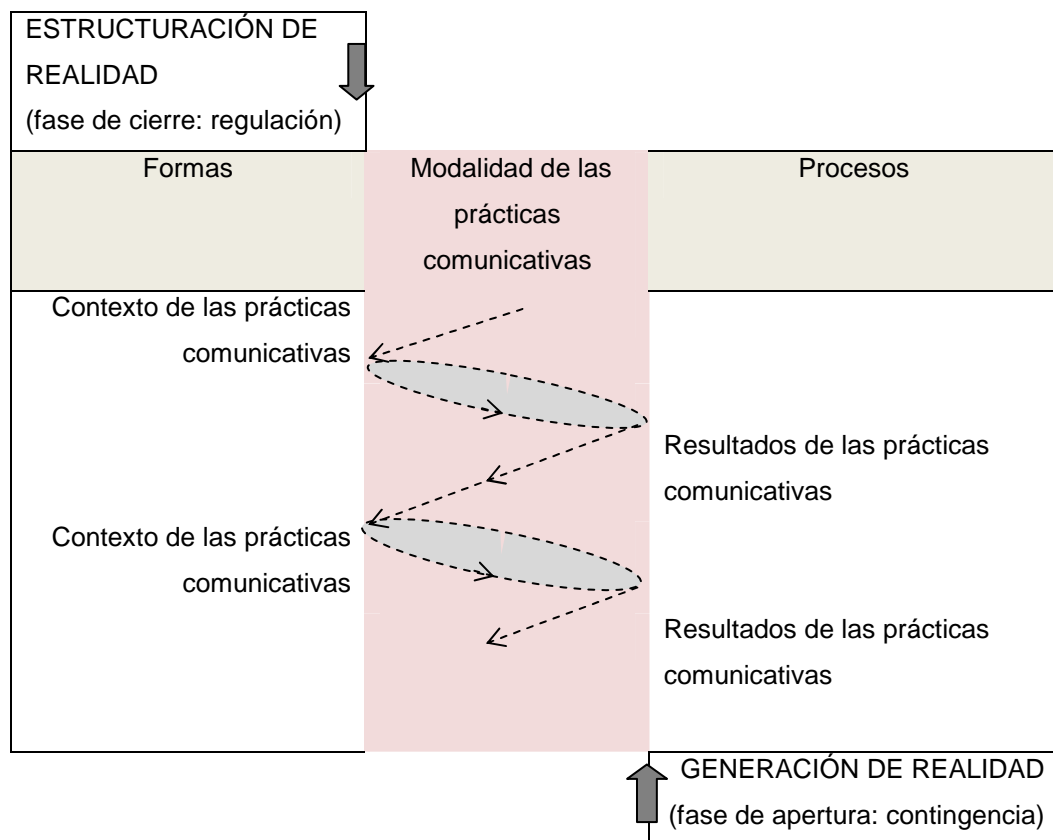 ESTRUCTURACIÓN DE
REALIDAD
(fase de cierre: regulación)
Formas
Modalidad de las
prácticas
comunicativas
Procesos
Contexto de las prácticas
comunicativas
Resultados de las prácticas
comunicativas
Contexto de las prácticas
comunicativas
Resultados de las prácticas
comunicativas
GENERACIÓN DE REALIDAD
(fase de apertura: contingencia)